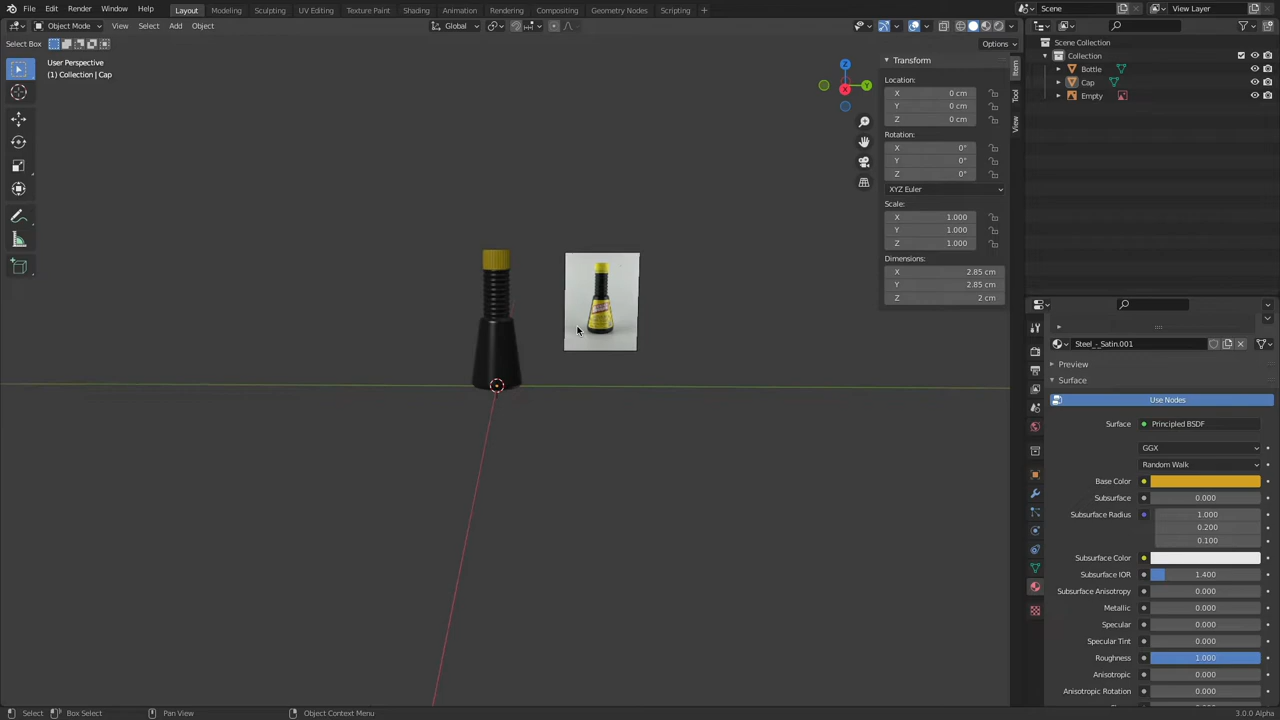 File Edit Render Window Help Layout Modeling Sculpting UV Editing Texture Paint Shading Animation Rendering Compositing Geometry Nodes Scripting + Scene View Layer
Object Mode View Select Add Object Global
Select Box Options
User Perspective
(1) Collection | Cap
Z
Y
X
Transform
Location:
X 0 cm
Y 0 cm
Z 0 cm
Rotation:
X 0°
Y 0°
Z 0°
XYZ Euler
Scale:
X 1.000
Y 1.000
Z 1.000
Dimensions:
X 2.85 cm
Y 2.85 cm
Z 2 cm
Item
Tool
View
Scene Collection
Collection
Bottle
Cap
Empty
Steel_-_Satin.001
Preview
Surface
Use Nodes
Surface Principled BSDF
GGX
Random Walk
Base Color
Subsurface 0.000
Subsurface Radius 1.000
0.200
0.100
Subsurface Color
Subsurface IOR 1.400
Subsurface Anisotropy 0.000
Metallic 0.000
Specular 0.000
Specular Tint 0.000
Roughness 1.000
Anisotropic 0.000
Anisotropic Rotation 0.000
Select Box Select Pan View Object Context Menu 3.0.0 Alpha